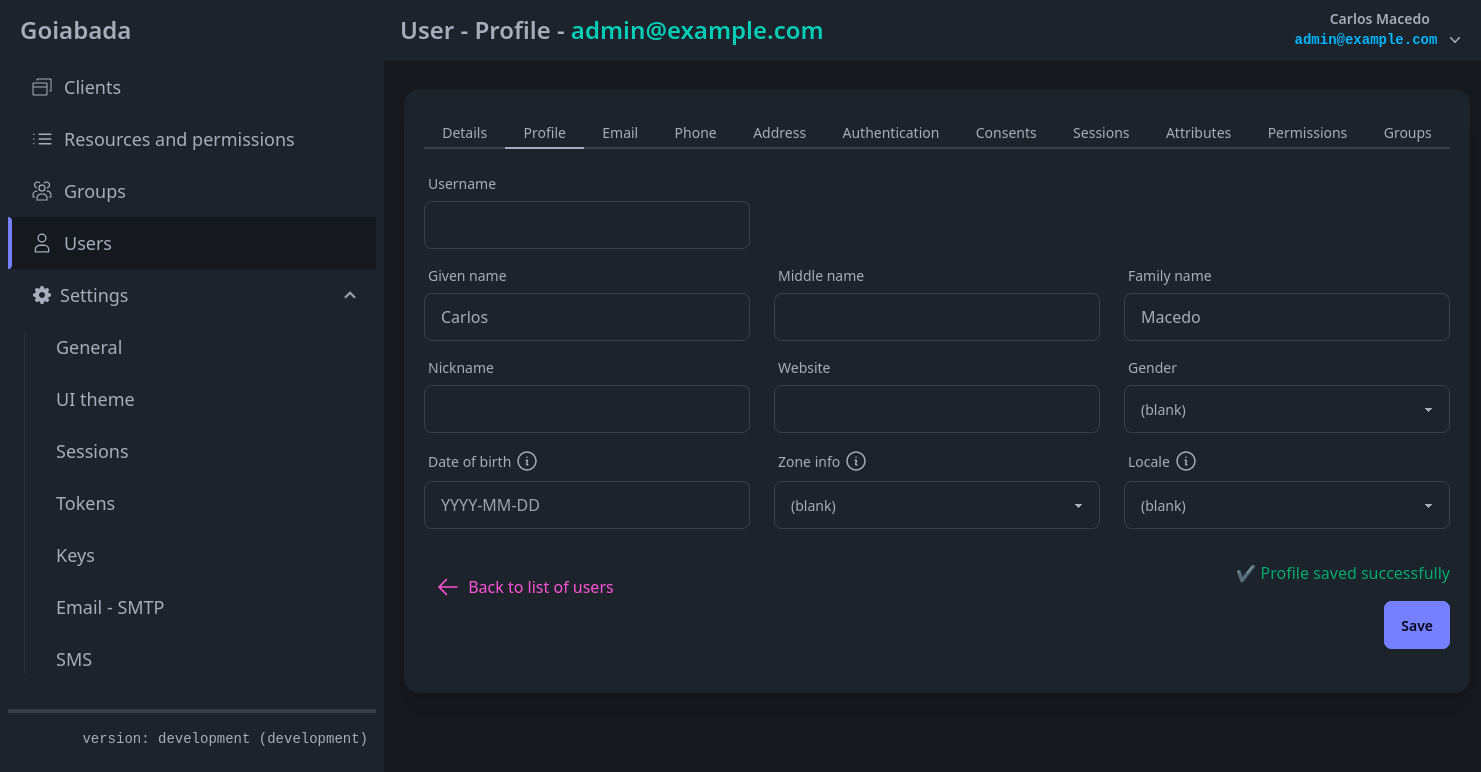 Goiabada
Clients
Resources and permissions
Groups
Users
Settings
General
UI theme
Sessions
Tokens
Keys
Email - SMTP
SMS
version: development (development)
User - Profile - admin@example.com
Carlos Macedo
admin@example.com
Details Profile Email Phone Address Authentication Consents Sessions Attributes Permissions Groups
Username
Given name Middle name Family name
Carlos Macedo
Nickname Website Gender
(blank)
Date of birth Zone info Locale
YYYY-MM-DD (blank) (blank)
Back to list of users
✔ Profile saved successfully
Save